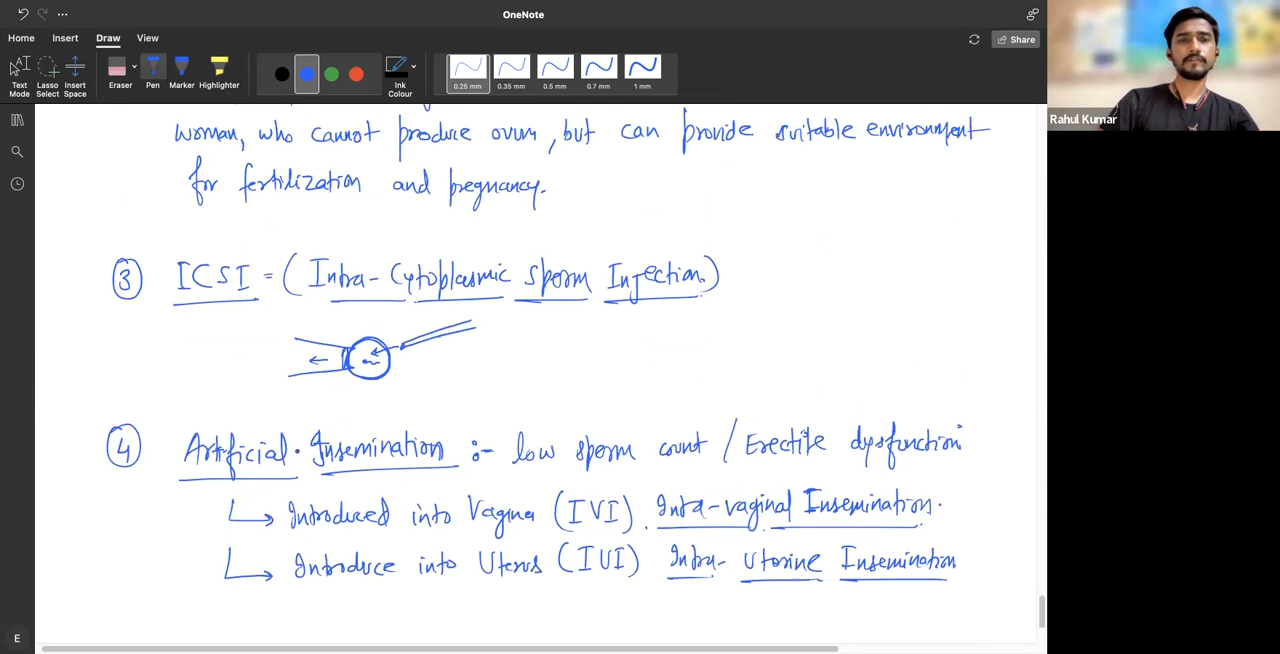 OneNote
Home Insert Draw View
Share
Text Mode
Lasso Select
Insert Space
Eraser
Pen
Marker
Highlighter
Ink Colour
0.25 mm
0.35 mm
0.5 mm
0.7 mm
1 mm
Rahul Kumar
woman, who cannot produce ovum, but can provide suitable environment
for fertilization and pregnancy.
3 ICSI = (Intra-Cytoplasmic Sperm Injection.)
4 Artificial. Insemination :- low sperm count / Erectile dysfunction
Introduced into Vagina (IVI). Intra-vaginal Insemination.
Introduce into Uterus (IUI) Intra- Uterine Insemination
E